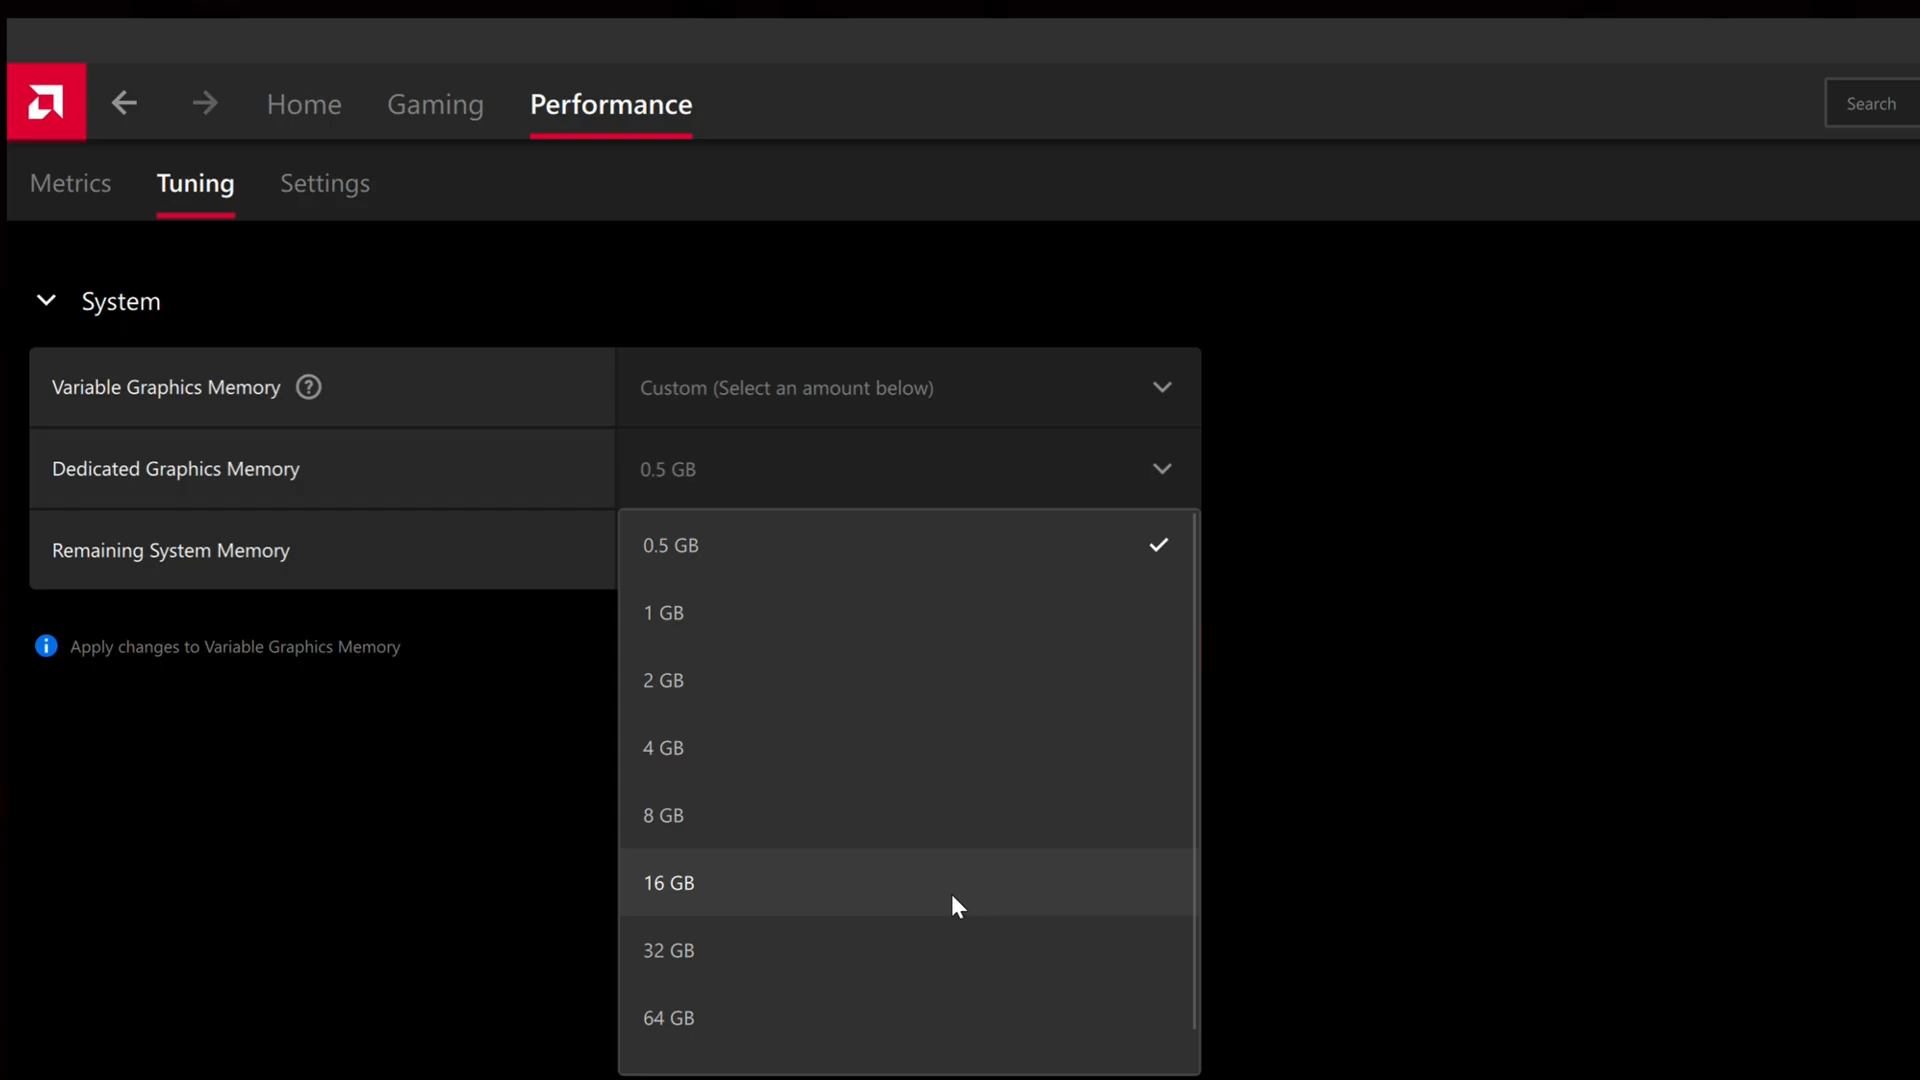 Home Gaming Performance Search
Metrics Tuning Settings
System
Variable Graphics Memory ? Custom (Select an amount below)
Dedicated Graphics Memory 0.5 GB
Remaining System Memory
0.5 GB
1 GB
2 GB
4 GB
8 GB
16 GB
32 GB
64 GB
Apply changes to Variable Graphics Memory